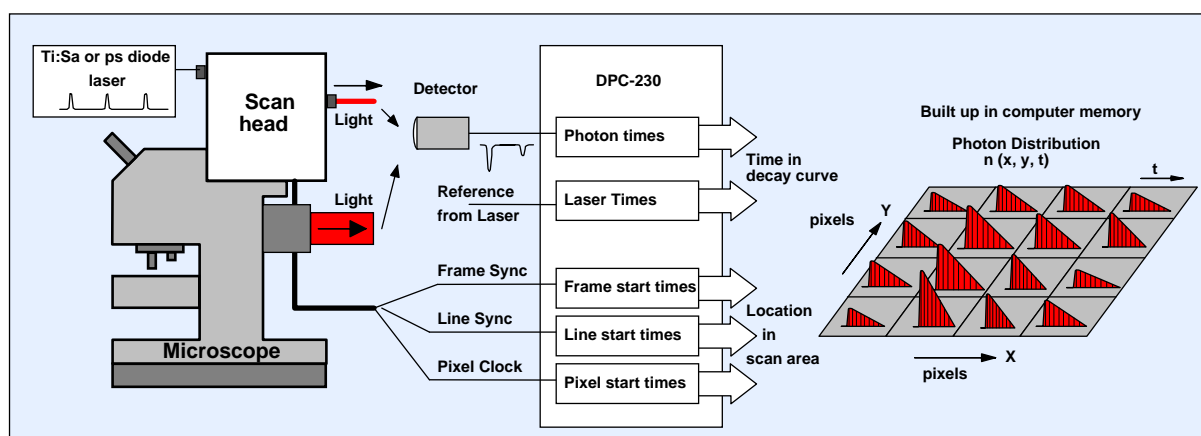 Ti:Sa or ps diode
laser
Scan
head
Light
Detector
Light
Reference
from Laser
Frame Sync
Line Sync
Pixel Clock
Microscope
DPC-230
Photon times
Laser Times
Frame start times
Line start times
Pixel start times
Time in
decay curve
Location
in
scan area
Built up in computer memory
Photon Distribution
n (x, y, t)
t
Y
pixels
X
pixels